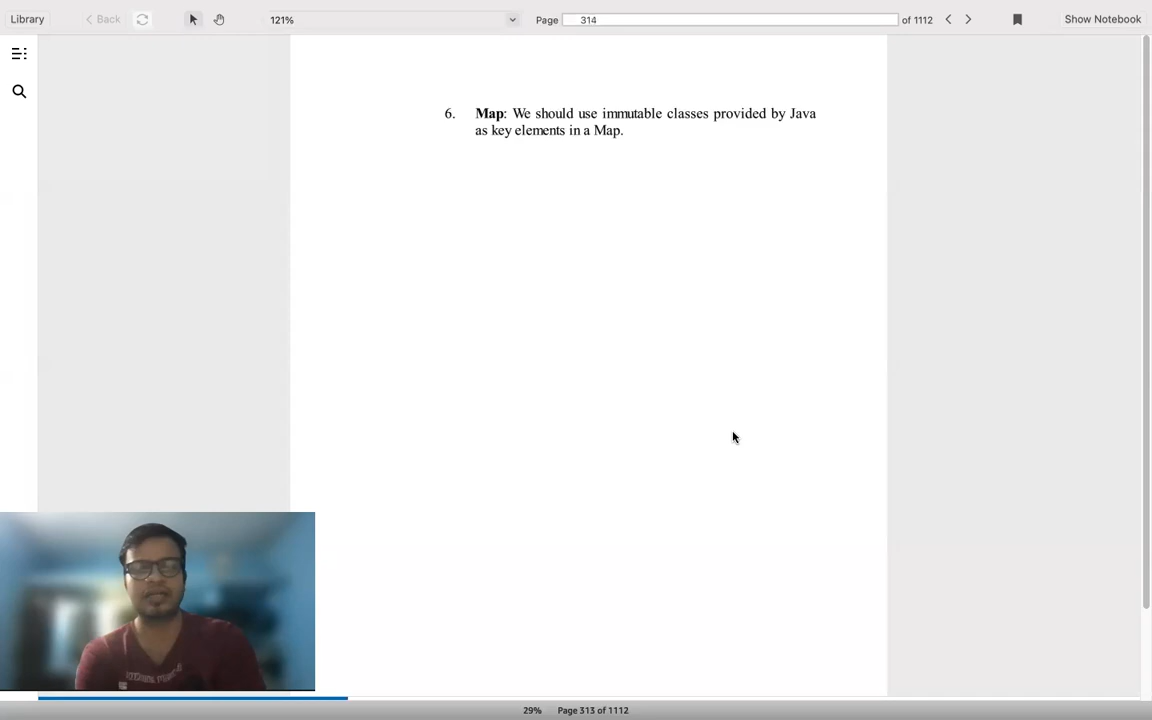 Library
Back
121%
Page 314 of 1112
Show Notebook
6. Map: We should use immutable classes provided by Java
as key elements in a Map.
29% Page 313 of 1112